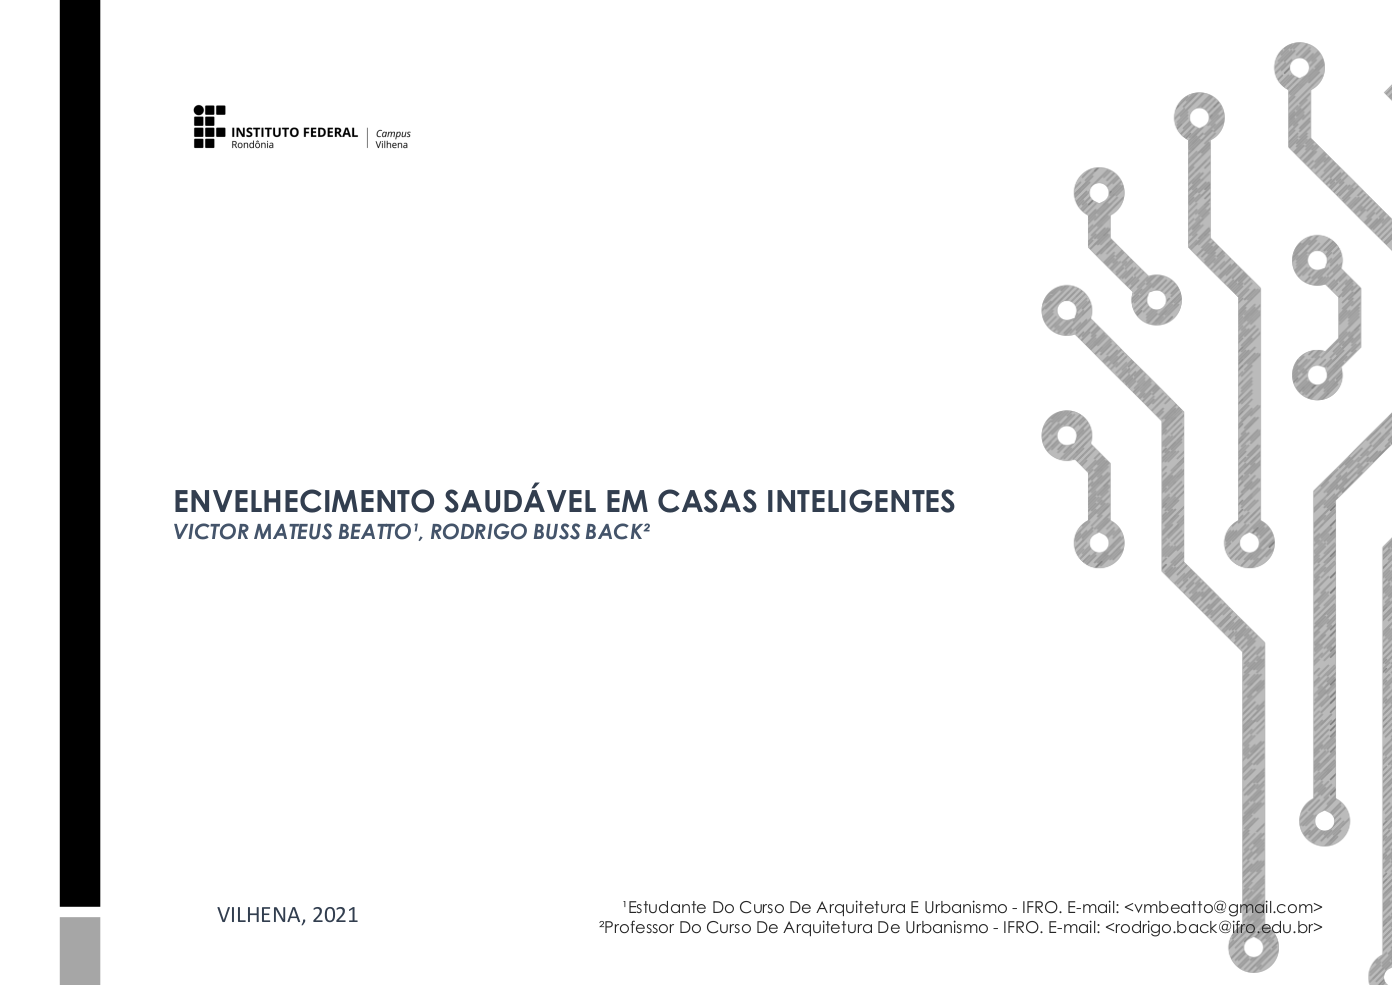 INSTITUTO FEDERAL
Rondônia
Campus
Vilhena
ENVELHECIMENTO SAUDÁVEL EM CASAS INTELIGENTES
VICTOR MATEUS BEATTO¹, RODRIGO BUSS BACK²
VILHENA, 2021
¹Estudante Do Curso De Arquitetura E Urbanismo - IFRO. E-mail: <vmbeatto@gmail.com>
²Professor Do Curso De Arquitetura De Urbanismo - IFRO. E-mail: <rodrigo.back@ifro.edu.br>